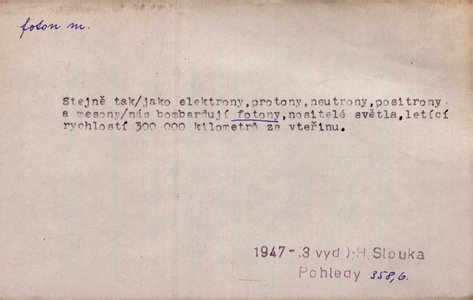 foton m.
Stejně tak/jako elektrony,protony,neutrony,positrony
a mesony/nás bombardují fotony,nositelé světla,letící
rychlostí 300 000 kilometrů za vteřinu.
1947-(3 vyd ):H.Slouka
Pohledy 358,6.